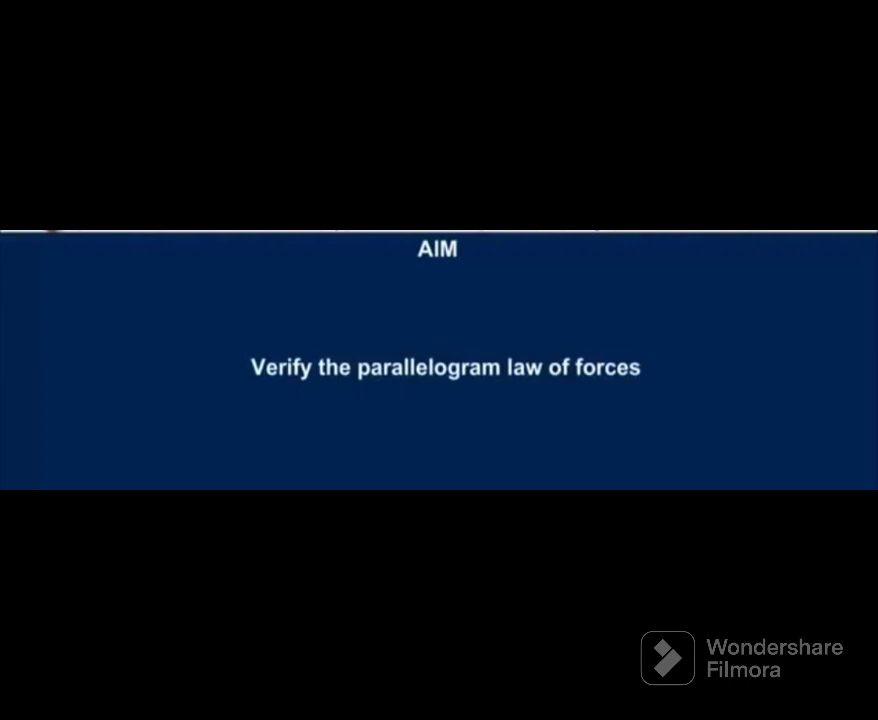 AIM
Verify the parallelogram law of forces
Wondershare
Filmora